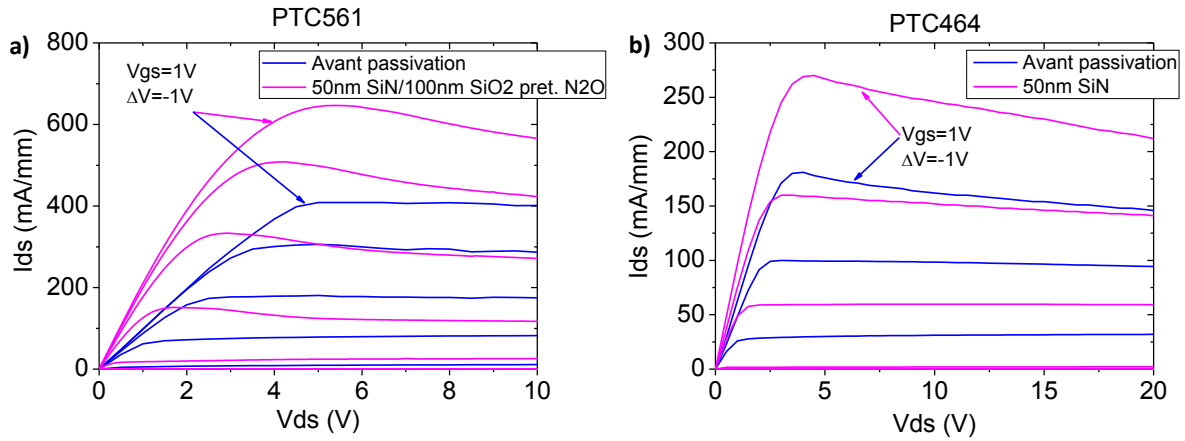 PTC561
a)
800
600
400
200
0
0 2 4 6 8 10
Ids (mA/mm)
Vds (V)
Vgs=1V
ΔV=-1V
Avant passivation
50nm SiN/100nm SiO2 pret. N2O
PTC464
b)
300
250
200
150
100
50
0
0 5 10 15 20
Ids (mA/mm)
Vds (V)
Avant passivation
50nm SiN
Vgs=1V
ΔV=-1V